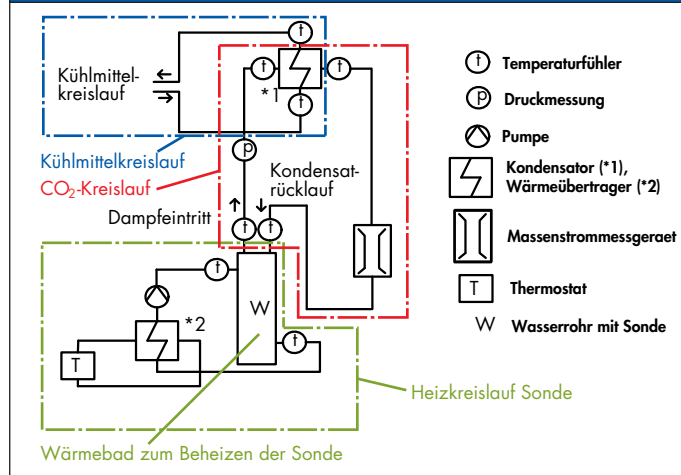 t
Kühlmittel-
kreislauf
t
t
*1
t
p
Kühlmittelkreislauf
CO₂-Kreislauf
Kondensat-
rücklauf
Dampfeintritt
t
t
t
W
*2
t
T
Heizkreislauf Sonde
Wärmebad zum Beheizen der Sonde
t Temperaturfühler
p Druckmessung
Pumpe
Kondensator (*1),
Wärmeübertrager (*2)
Massenstrommessgeraet
T Thermostat
W Wasserrohr mit Sonde